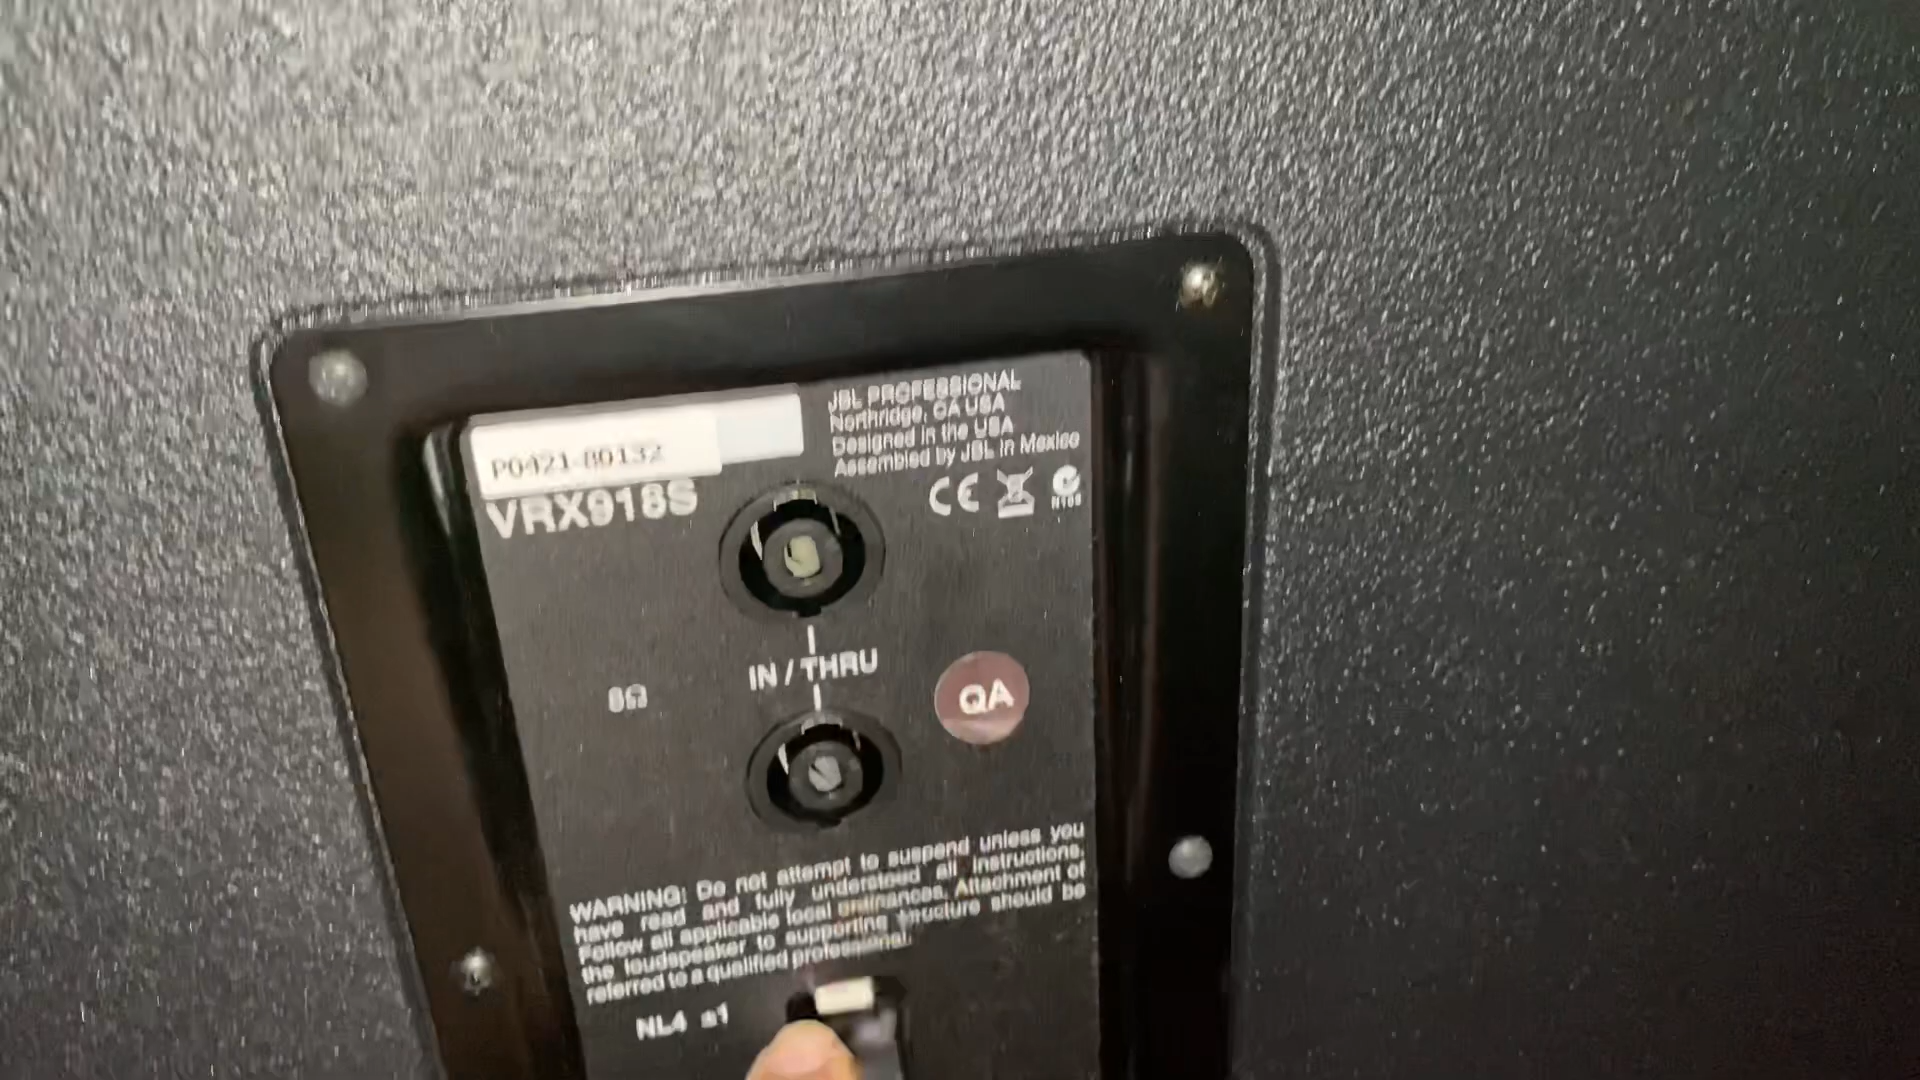 P0421-80132
VRX918S
JBL PROFESSIONAL
Northridge, CA USA
Designed in the USA
Assembled by JBL in Mexico
CE
N108
IN / THRU
8Ω
QA
WARNING: Do not attempt to suspend unless you
have read and fully understood all instructions.
Follow all applicable local ordinances. Attachment of
the loudspeaker to supporting structure should be
referred to a qualified professional.
NL4 ±1